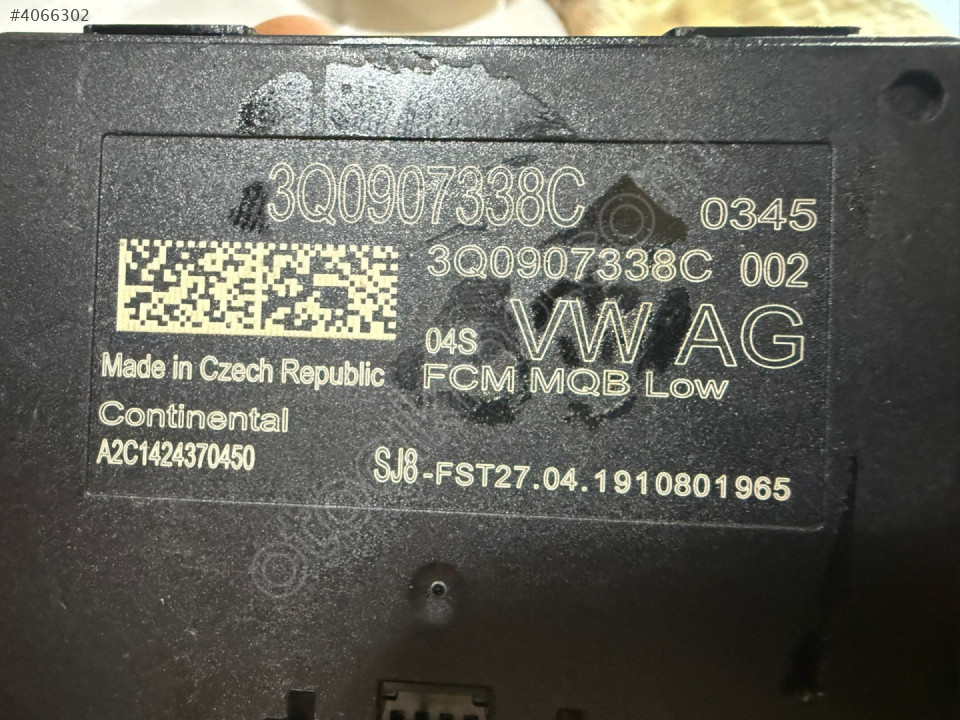 #4066302
3Q0907338C
0345
3Q0907338C 002
04S VW AG
FCM MQB Low
Made in Czech Republic
Continental
A2C1424370450
SJ8-FST27.04.1910801965